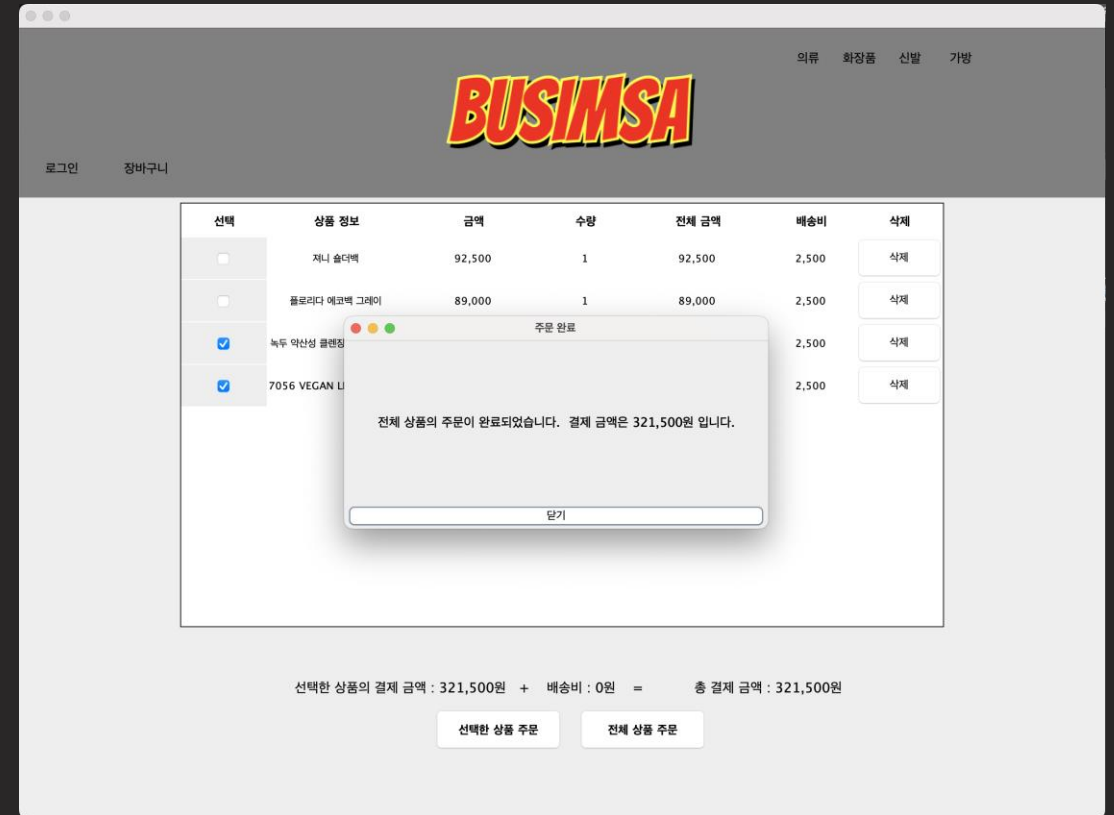 의류 화장품 신발 가방
BUSIMSA
로그인 장바구니
선택 상품 정보 금액 수량 전체 금액 배송비 삭제
져니 숄더백 92,500 1 92,500 2,500 삭제
플로리다 에코백 그레이 89,000 1 89,000 2,500 삭제
녹두 약산성 클렌징 2,500 삭제
7056 VEGAN 2,500 삭제
주문 완료
전체 상품의 주문이 완료되었습니다. 결제 금액은 321,500원 입니다.
닫기
선택한 상품의 결제 금액 : 321,500원 + 배송비 : 0원 = 총 결제 금액 : 321,500원
선택한 상품 주문 전체 상품 주문